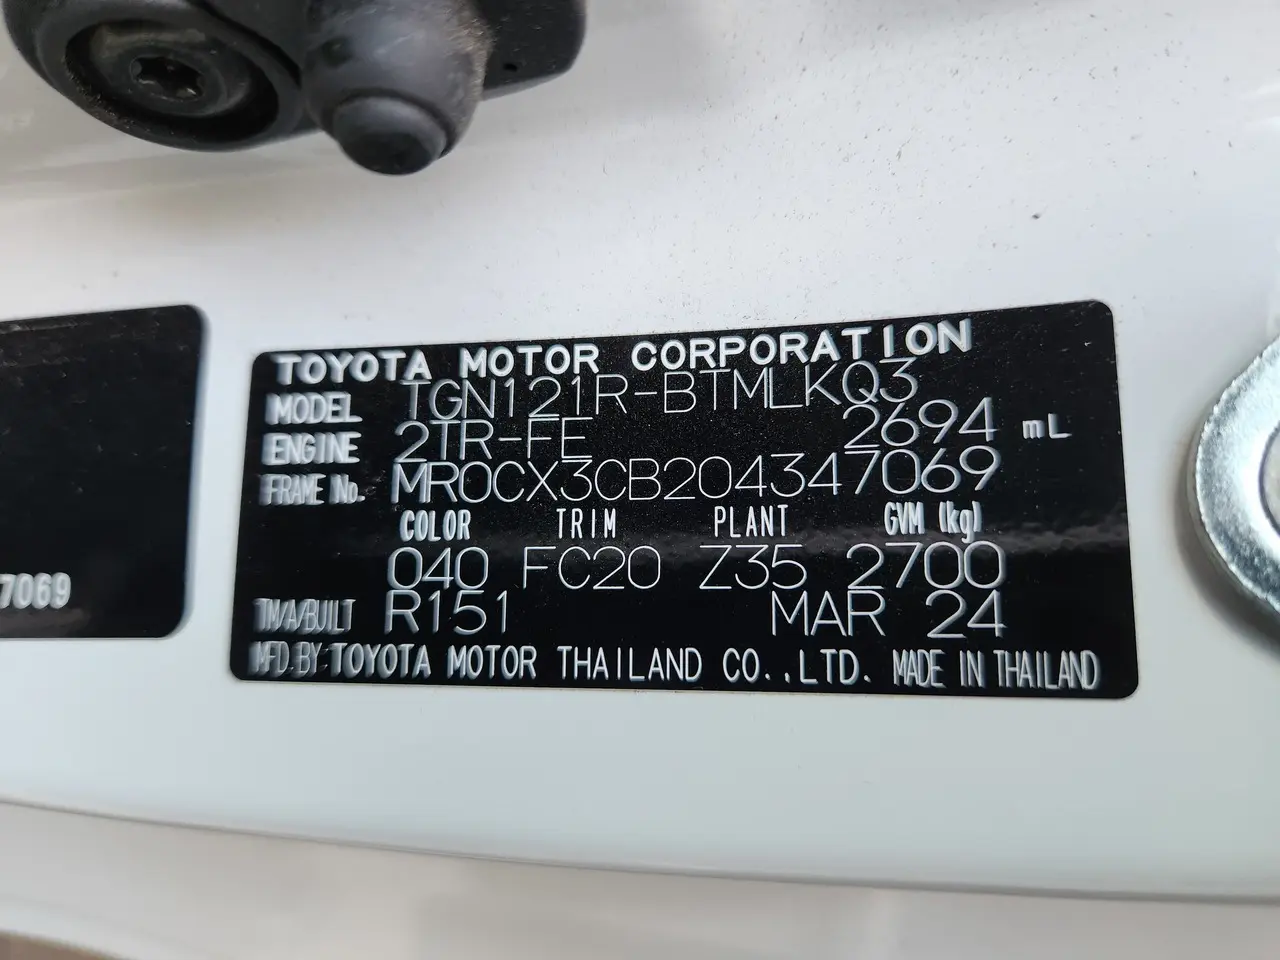 TOYOTA MOTOR CORPORATION
MODEL TGN121R-BTMLKQ3
ENGINE 2TR-FE 2694 mL
FRAME No. MR0CX3CB204347069
COLOR TRIM PLANT GVM (kg)
040 FC20 Z35 2700
TM/A/BUILT R151 MAR 24
MFD.BY:TOYOTA MOTOR THAILAND CO.,LTD. MADE IN THAILAND
7069